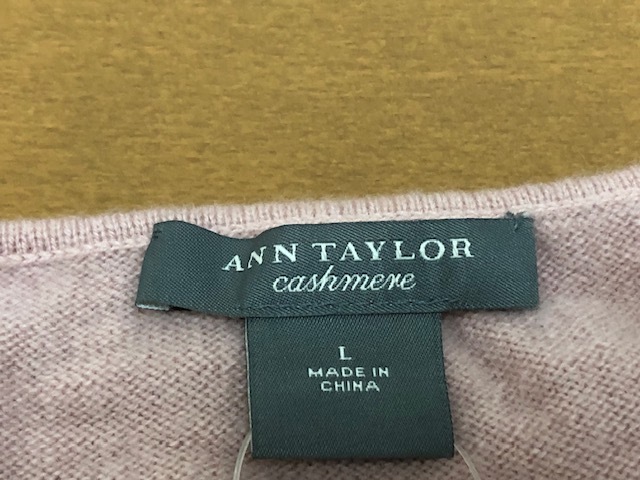 ANN TAYLOR
cashmere
L
MADE IN
CHINA